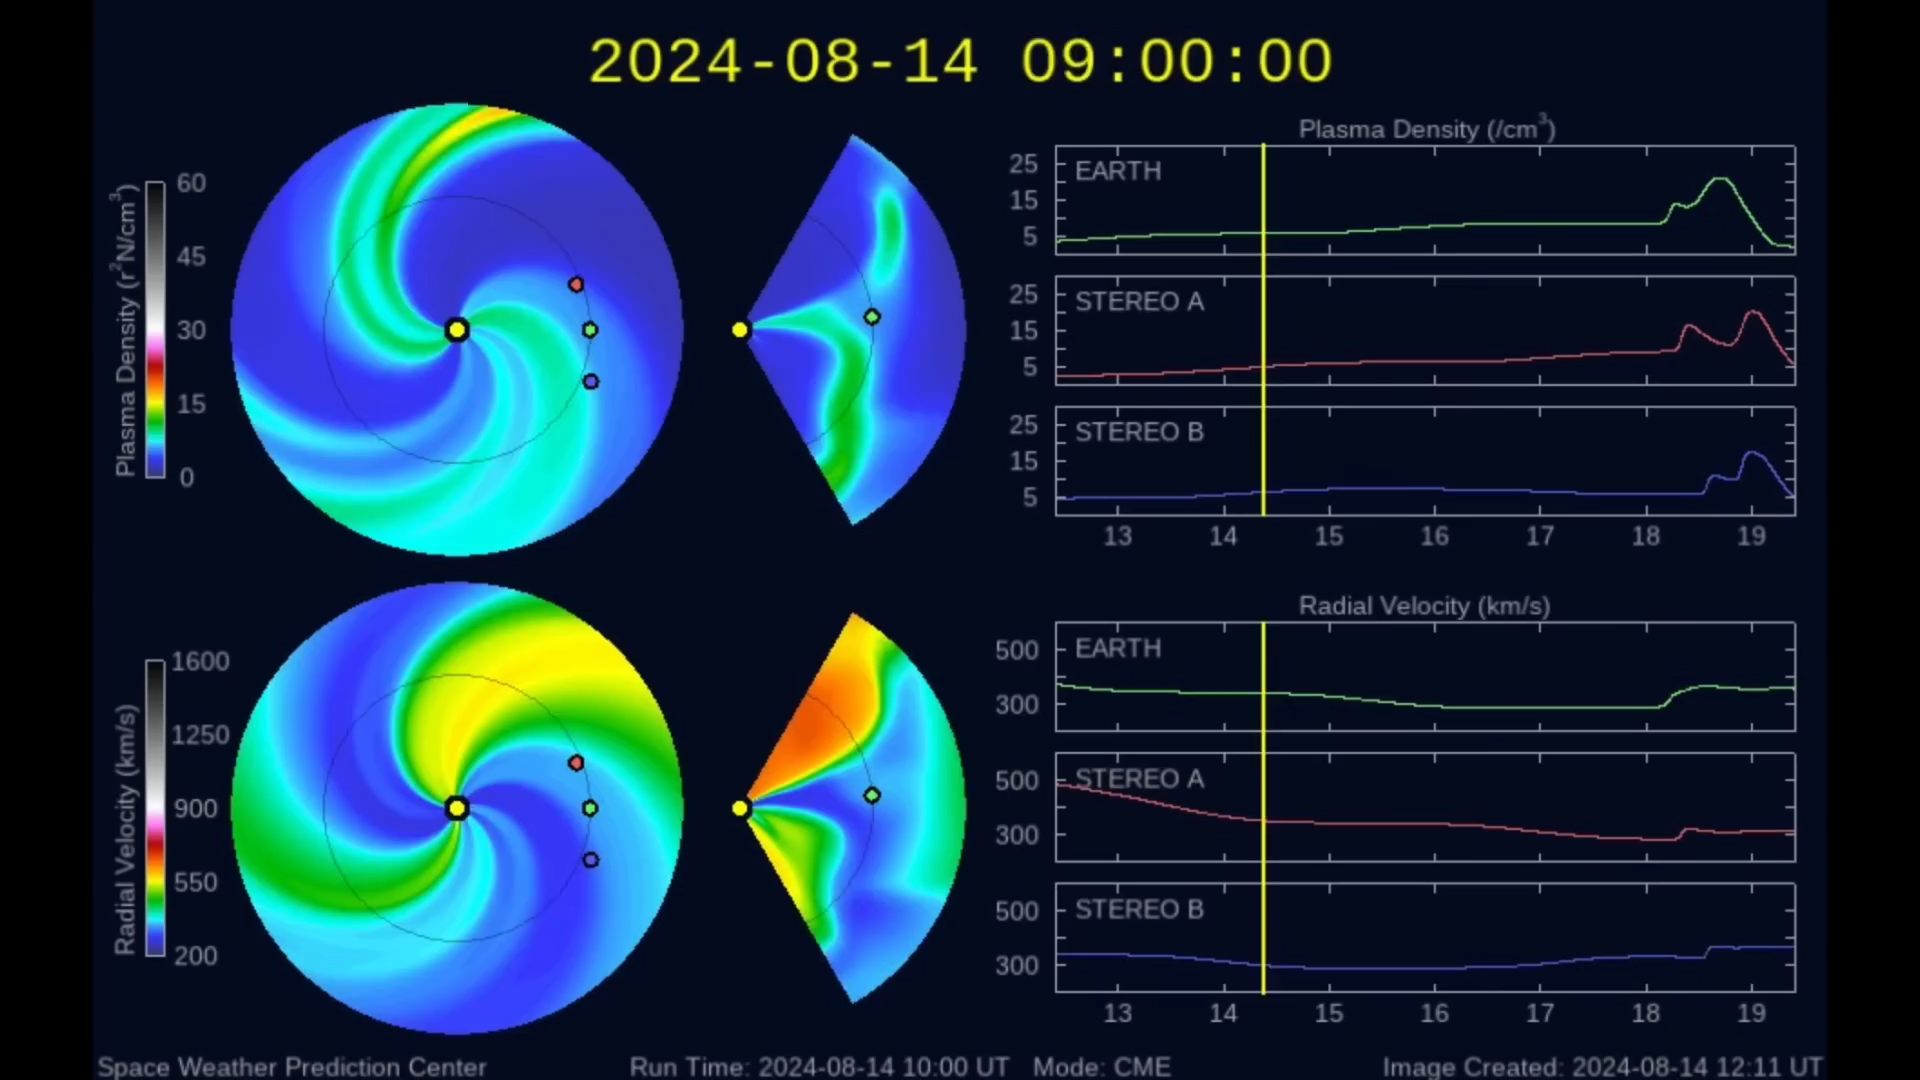 2024-08-14 09:00:00
Plasma Density (r²N/cm³)
60
45
30
15
0
Plasma Density (/cm³)
EARTH
25
15
5
STEREO A
25
15
5
STEREO B
25
15
5
13 14 15 16 17 18 19
Radial Velocity (km/s)
1600
1250
900
550
200
Radial Velocity (km/s)
EARTH
500
300
STEREO A
500
300
STEREO B
500
300
13 14 15 16 17 18 19
Space Weather Prediction Center Run Time: 2024-08-14 10:00 UT Mode: CME Image Created: 2024-08-14 12:11 UT